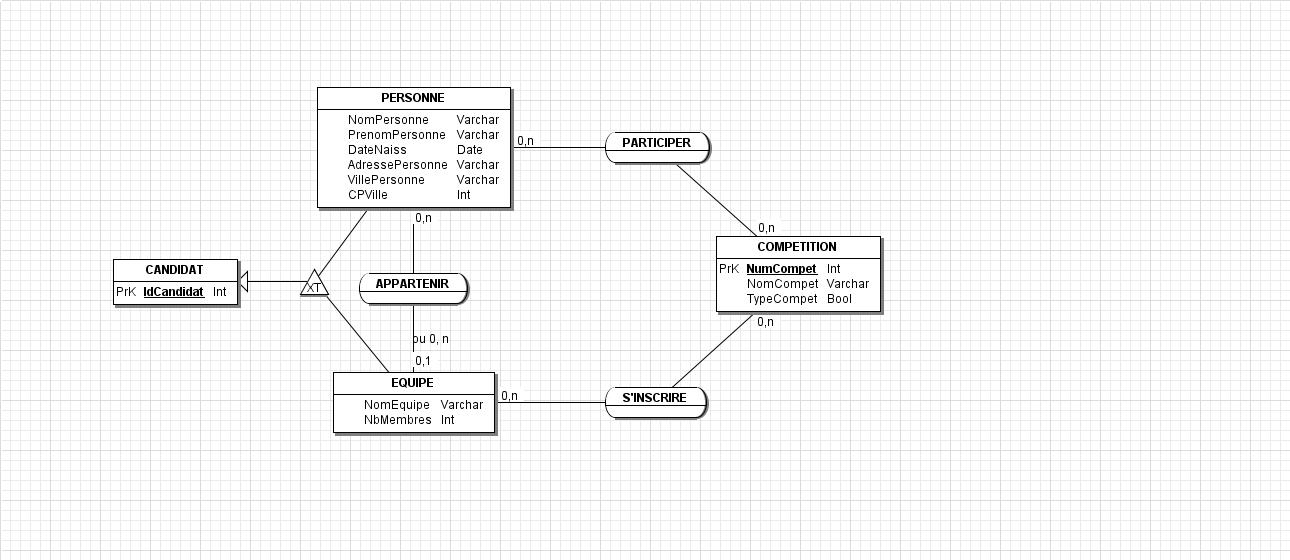 PERSONNE
NomPersonne Varchar
PrenomPersonne Varchar
DateNaiss Date
AdressePersonne Varchar
VillePersonne Varchar
CPVille Int
0,n
PARTICIPER
0,n
0,n
COMPETITION
PrK NumCompet Int
NomCompet Varchar
TypeCompet Bool
CANDIDAT
PrK IdCandidat Int
XT
APPARTENIR
0,n
ou 0, n
0,1
EQUIPE
NomEquipe Varchar
NbMembres Int
0,n
S'INSCRIRE